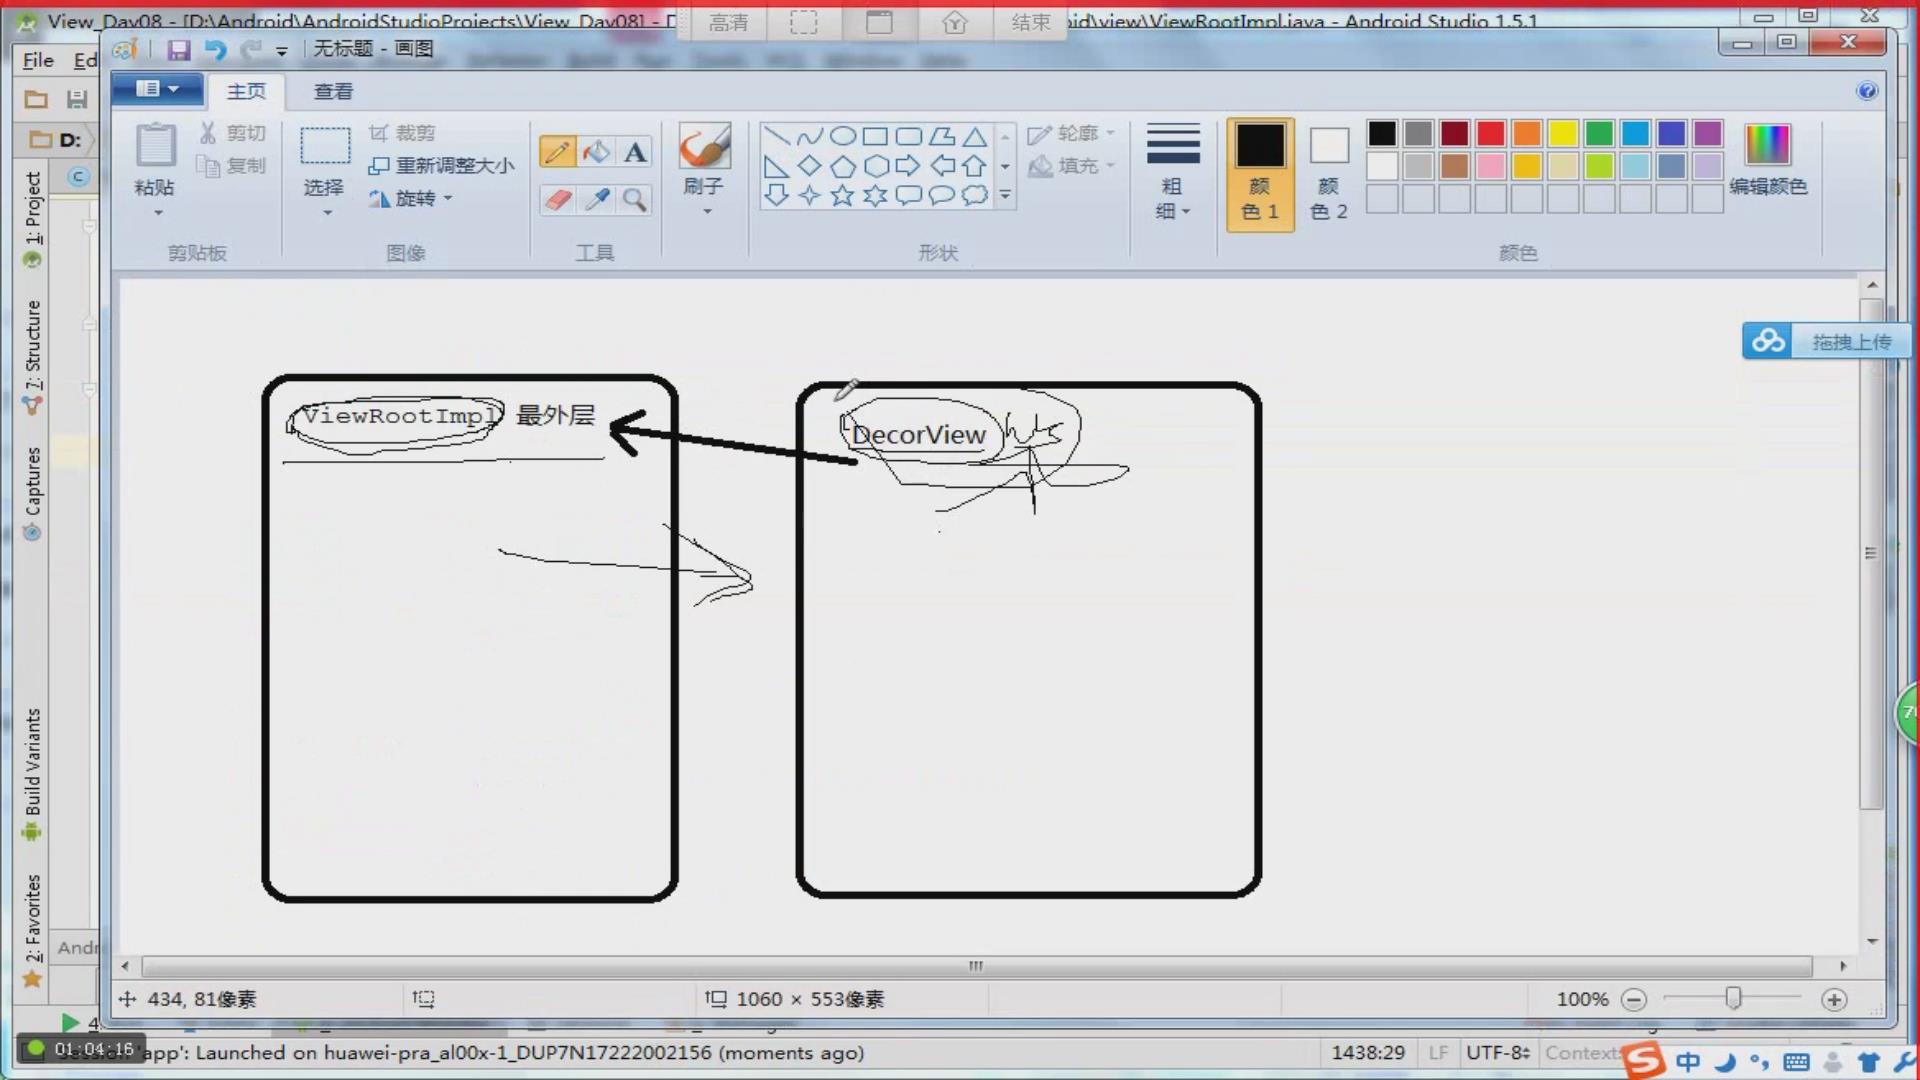 View_Day08 - [D:\Android\AndroidStudioProjects\View_Day08] - D
高清
结束
id\view\ViewRootImpl.java - Android Studio 1.5.1
File Ed
无标题 - 画图
主页
查看
D:
剪切
复制
粘贴
剪贴板
裁剪
重新调整大小
旋转
选择
图像
A
工具
刷子
轮廓
填充
形状
粗细
颜色 1
颜色 2
编辑颜色
颜色
1: Project
7: Structure
Captures
Build Variants
2: Favorites
拖拽上传
ViewRootImpl 最外层
DecorView
Andr
434, 81像素
1060 × 553像素
100%
4
01:04:16
'app': Launched on huawei-pra_al00x-1_DUP7N17222002156 (moments ago)
1438:29
LF
UTF-8
Context:
中